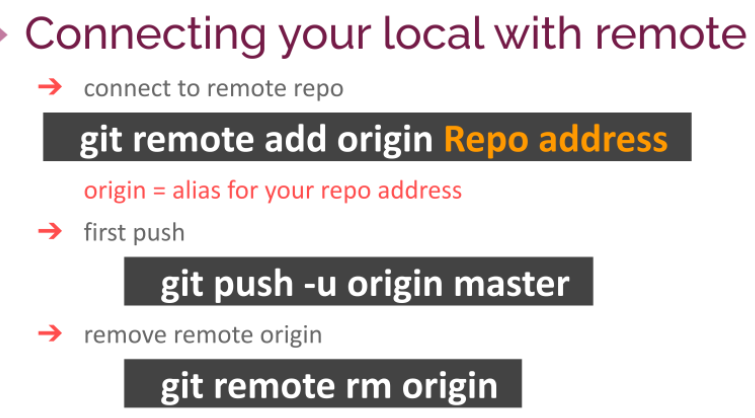 Connecting your local with remote
➔ connect to remote repo
git remote add origin Repo address
origin = alias for your repo address
➔ first push
git push -u origin master
➔ remove remote origin
git remote rm origin